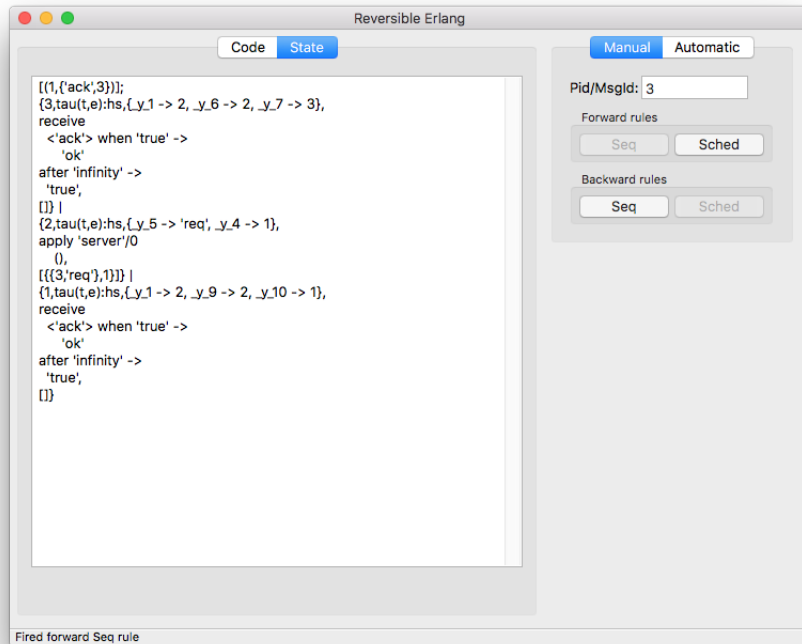 Reversible Erlang
Code State
[(1,{'ack',3})];
{3,tau(t,e):hs,{_y_1 -> 2, _y_6 -> 2, _y_7 -> 3},
receive
<'ack'> when 'true' ->
'ok'
after 'infinity' ->
'true',
[]} |
{2,tau(t,e):hs,{_y_5 -> 'req', _y_4 -> 1},
apply 'server'/0
(),
[{{3,'req'},1}]} |
{1,tau(t,e):hs,{_y_1 -> 2, _y_9 -> 2, _y_10 -> 1},
receive
<'ack'> when 'true' ->
'ok'
after 'infinity' ->
'true',
[]}
Manual Automatic
Pid/MsgId: 3
Forward rules
Seq Sched
Backward rules
Seq Sched
Fired forward Seq rule